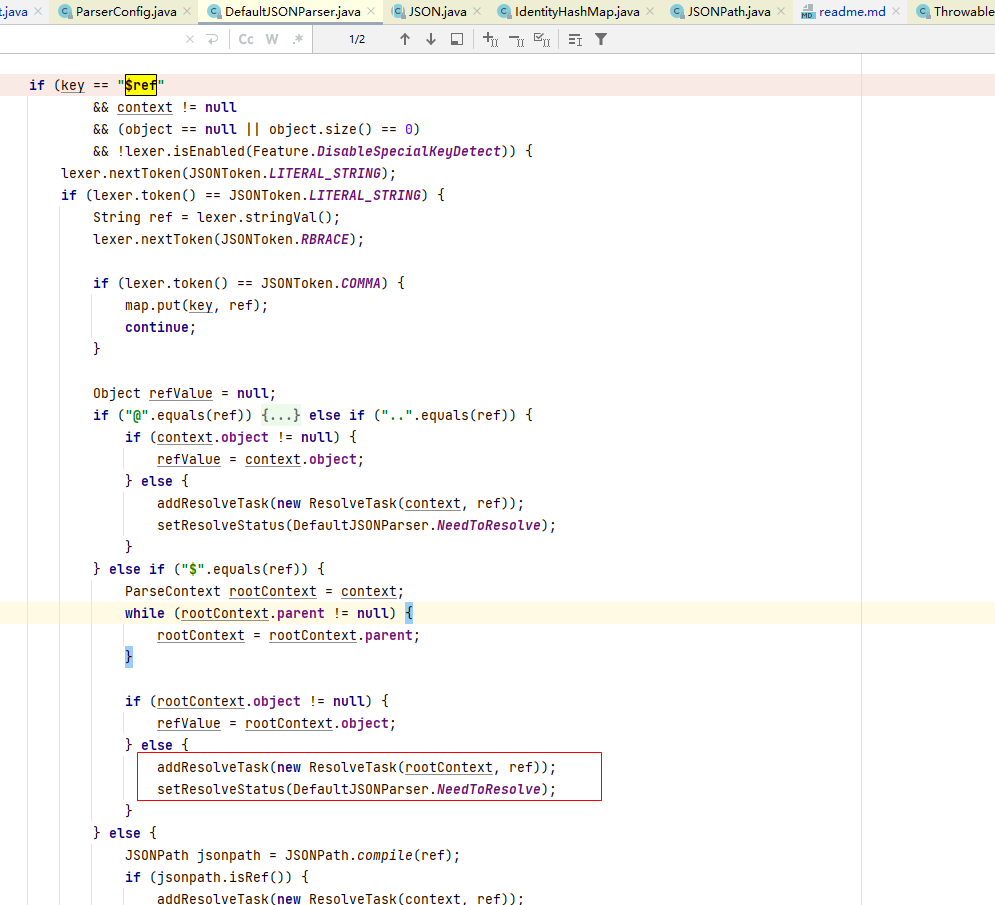 t.java ParserConfig.java DefaultJSONParser.java JSON.java IdentityHashMap.java JSONPath.java readme.md Throwable
Cc W .* 1/2
if (key == "$ref"
&& context != null
&& (object == null || object.size() == 0)
&& !lexer.isEnabled(Feature.DisableSpecialKeyDetect)) {
lexer.nextToken(JSONToken.LITERAL_STRING);
if (lexer.token() == JSONToken.LITERAL_STRING) {
String ref = lexer.stringVal();
lexer.nextToken(JSONToken.RBRACE);
if (lexer.token() == JSONToken.COMMA) {
map.put(key, ref);
continue;
}
Object refValue = null;
if ("@".equals(ref)) {...} else if ("..".equals(ref)) {
if (context.object != null) {
refValue = context.object;
} else {
addResolveTask(new ResolveTask(context, ref));
setResolveStatus(DefaultJSONParser.NeedToResolve);
}
} else if ("$".equals(ref)) {
ParseContext rootContext = context;
while (rootContext.parent != null) {
rootContext = rootContext.parent;
}
if (rootContext.object != null) {
refValue = rootContext.object;
} else {
addResolveTask(new ResolveTask(rootContext, ref));
setResolveStatus(DefaultJSONParser.NeedToResolve);
}
} else {
JSONPath jsonpath = JSONPath.compile(ref);
if (jsonpath.isRef()) {
addResolveTask(new ResolveTask(context, ref));